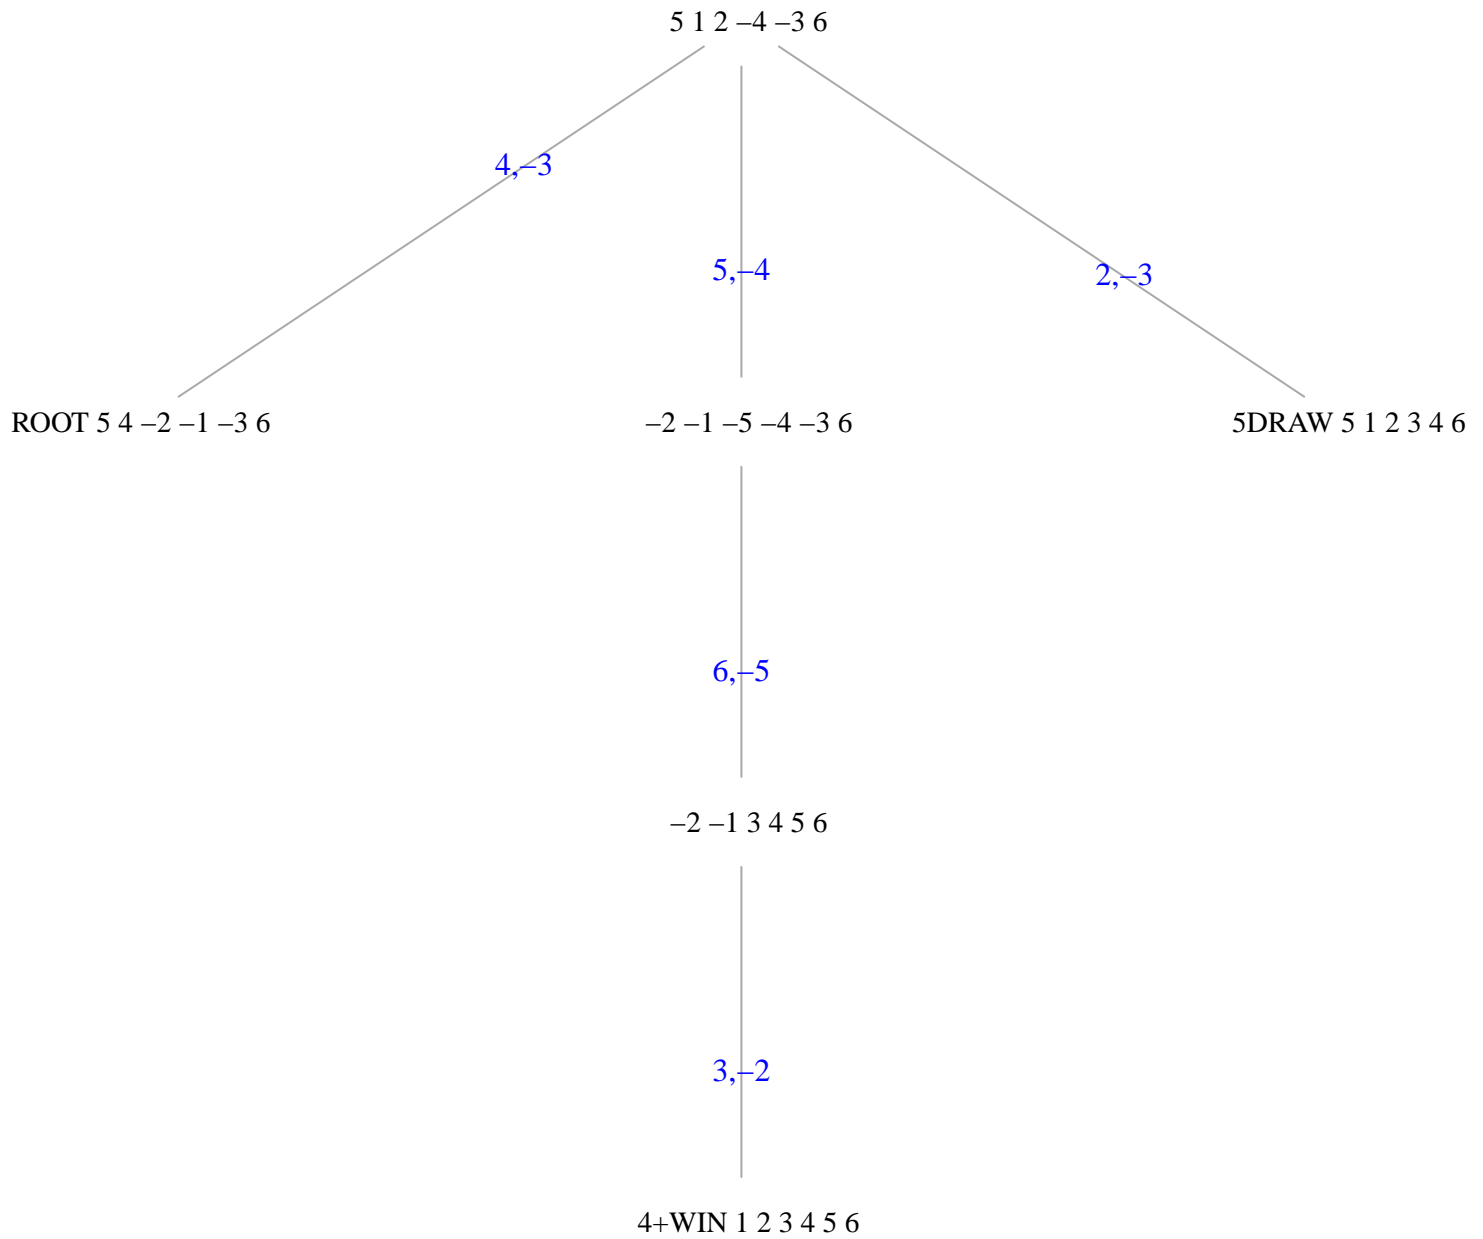 5 1 2 –4 –3 6
4,–3
5,–4
2,–3
ROOT 5 4 –2 –1 –3 6
–2 –1 –5 –4 –3 6
5DRAW 5 1 2 3 4 6
6,–5
–2 –1 3 4 5 6
3,–2
4+WIN 1 2 3 4 5 6